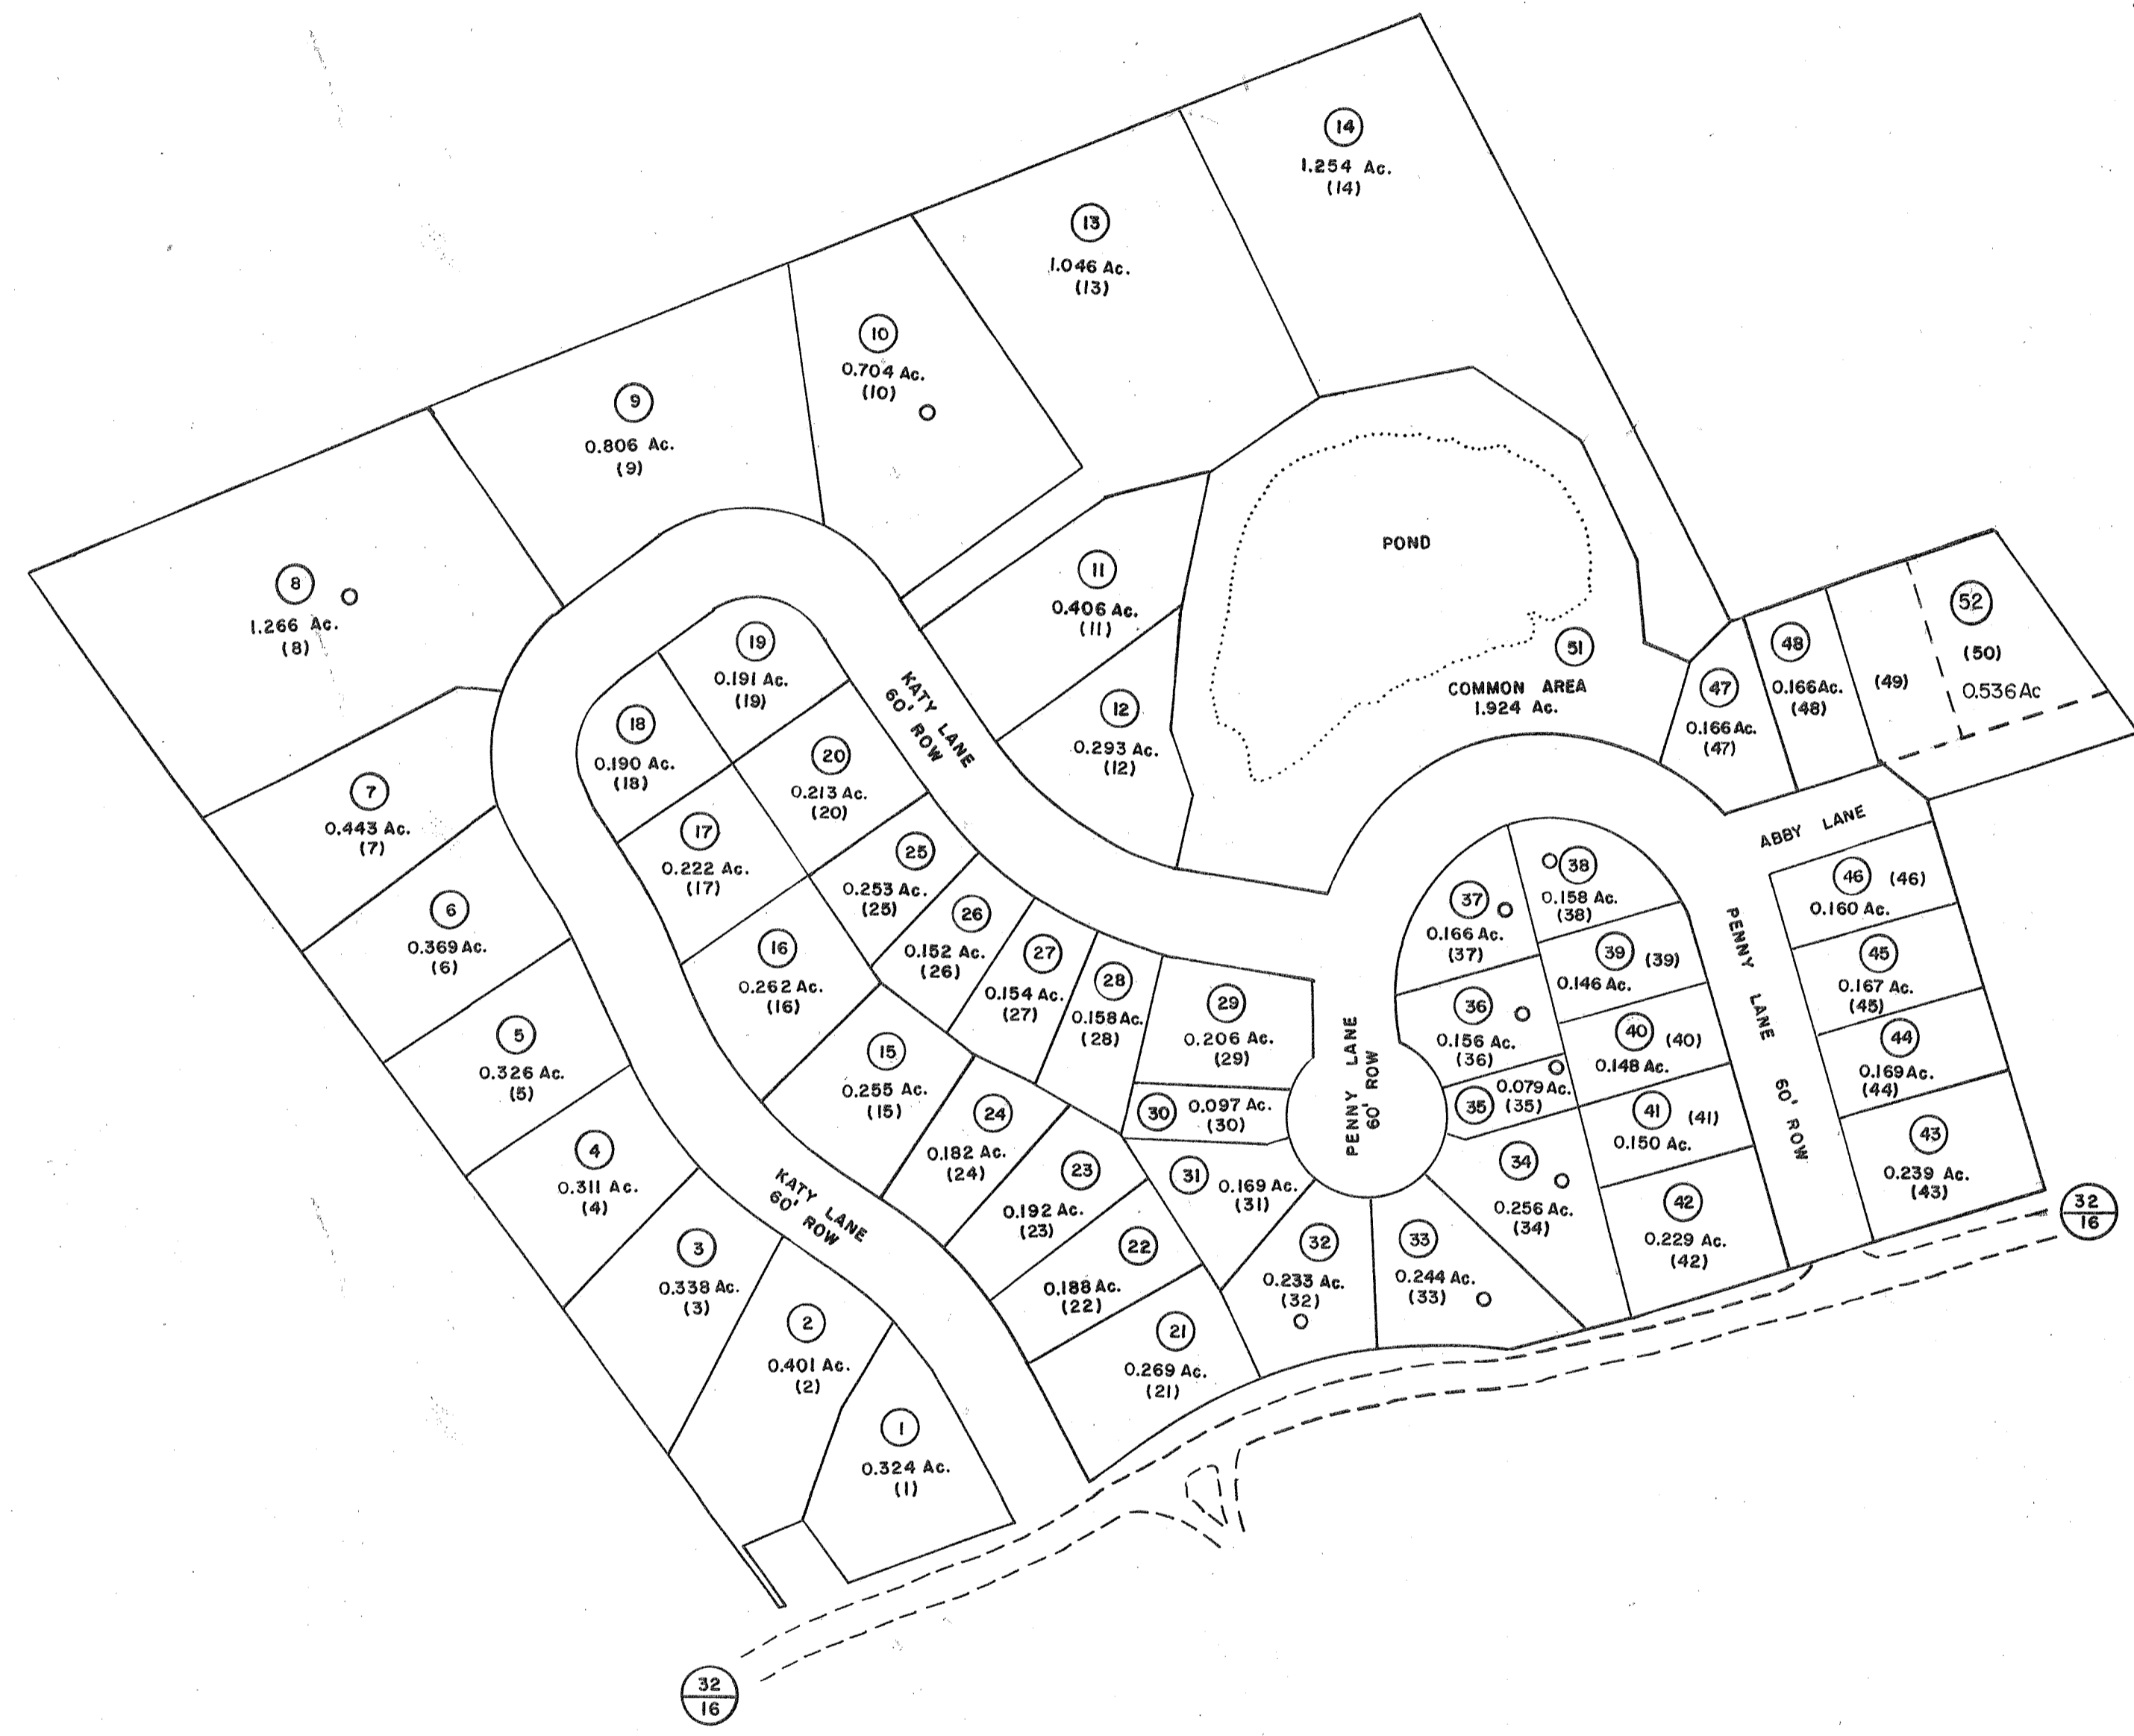 14
1.254 Ac.
(14)
13
1.046 Ac.
(13)
10
0.704 Ac.
(10)
9
0.806 Ac.
(9)
8
1.266 Ac.
(8)
7
0.443 Ac.
(7)
6
0.369 Ac.
(6)
5
0.326 Ac.
(5)
4
0.311 Ac.
(4)
3
0.338 Ac.
(3)
2
0.401 Ac.
(2)
1
0.324 Ac.
(1)
11
0.406 Ac.
(11)
12
0.293 Ac.
(12)
POND
51
COMMON AREA
1.924 Ac.
KATY LANE
60' ROW
19
0.191 Ac.
(19)
18
0.190 Ac.
(18)
20
0.213 Ac.
(20)
17
0.222 Ac.
(17)
16
0.262 Ac.
(16)
15
0.255 Ac.
(15)
25
0.253 Ac.
(25)
26
0.152 Ac.
(26)
27
0.154 Ac.
(27)
28
0.158 Ac.
(28)
29
0.206 Ac.
(29)
30
0.097 Ac.
(30)
24
0.182 Ac.
(24)
23
0.192 Ac.
(23)
22
0.188 Ac.
(22)
21
0.269 Ac.
(21)
KATY LANE
60' ROW
31
0.169 Ac.
(31)
32
0.233 Ac.
(32)
33
0.244 Ac.
(33)
34
0.256 Ac.
(34)
PENNY LANE
60' ROW
35
0.079 Ac.
(35)
36
0.156 Ac.
(36)
37
0.166 Ac.
(37)
38
0.158 Ac.
(38)
39
(39)
0.146 Ac.
40
(40)
0.148 Ac.
41
(41)
0.150 Ac.
42
0.229 Ac.
(42)
PENNY LANE 60' ROW
ABBY LANE
46
(46)
0.160 Ac.
45
0.167 Ac.
(45)
44
0.169 Ac.
(44)
43
0.239 Ac.
(43)
47
0.166 Ac.
(47)
48
0.166 Ac.
(48)
(49)
52
(50)
0.536 Ac
32
16
32
16